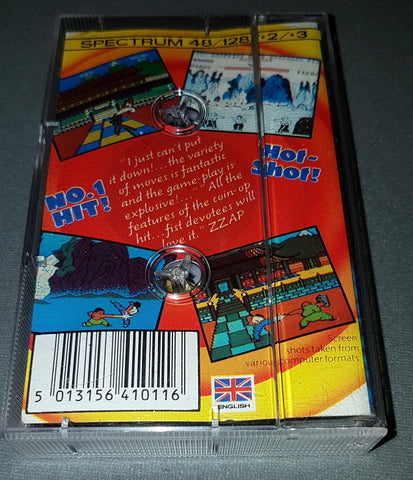 SPECTRUM 48/128/+2/+3
NO.1
HIT!
"I just can't put
it down!... the variety
of moves is fantastic
and the game play is
explosive!..." "All the
features of the coin-op
hit... fist devotees will
love it." ZZAP
Hot-
Shot!
Screen
shots taken from
various computer formats
5 013156 410116
ENGLISH